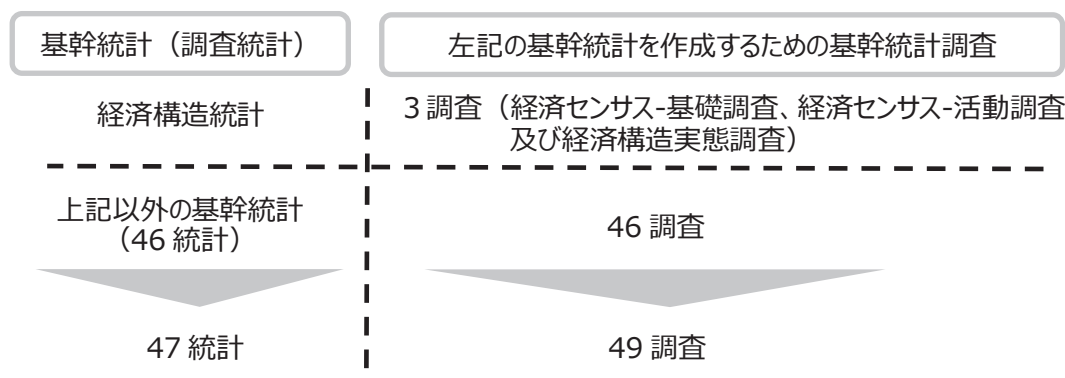 基幹統計（調査統計）
左記の基幹統計を作成するための基幹統計調査
経済構造統計
３調査（経済センサス-基礎調査、経済センサス-活動調査
及び経済構造実態調査）
上記以外の基幹統計
（46 統計）
46 調査
47 統計
49 調査